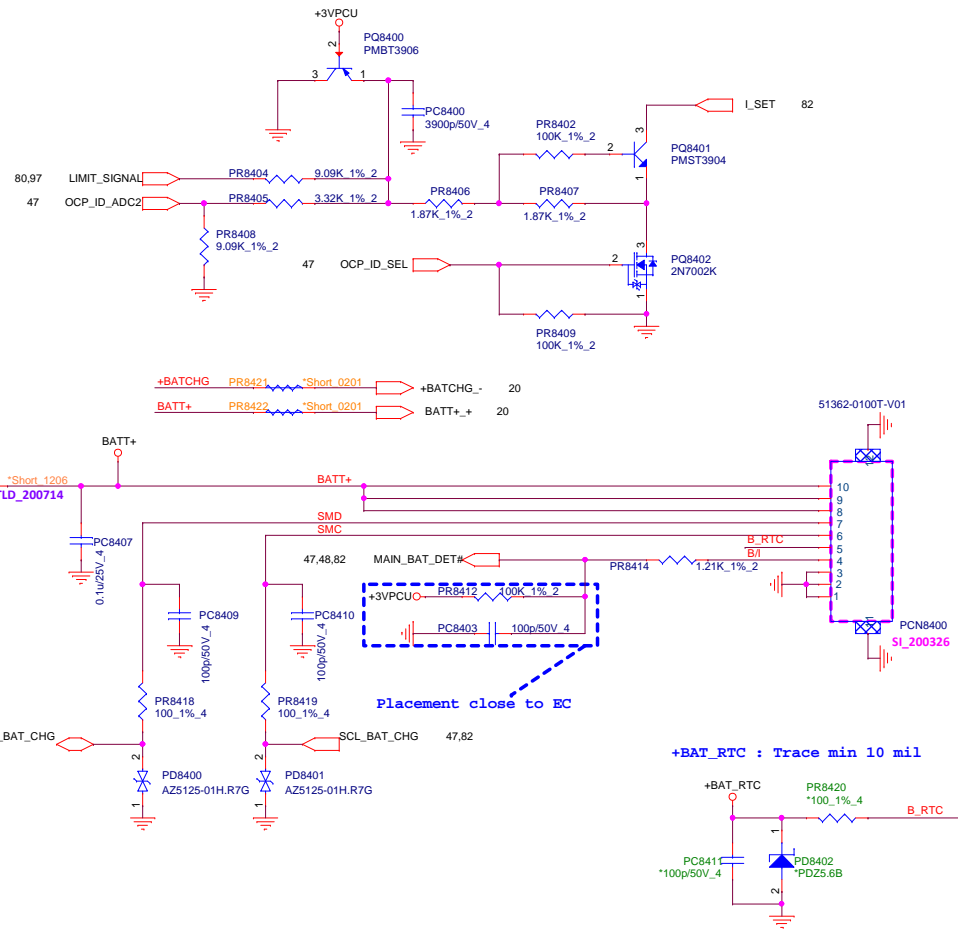 +3VPCU
2
PQ8400
PMBT3906
3
1
PC8400
3900p/50V_4
I_SET 82
PR8402
100K_1%_2
3
2
PQ8401
PMST3904
1
80,97 LIMIT_SIGNAL
PR8404 9.09K_1%_2
47 OCP_ID_ADC2
PR8405 3.32K_1%_2
PR8406
1.87K_1%_2
PR8407
1.87K_1%_2
PR8408
9.09K_1%_2
47 OCP_ID_SEL
3
2
PQ8402
2N7002K
1
PR8409
100K_1%_2
+BATCHG PR8421 *Short_0201 +BATCHG_- 20
BATT+ PR8422 *Short_0201 BATT+_+ 20
51362-0100T-V01
BATT+
*Short_1206
TLD_200714
BATT+
10
9
8
SMD
7
SMC
6
B_RTC
5
B/I
4
3
2
1
PC8407
0.1u/25V_4
47,48,82 MAIN_BAT_DET#
PR8414 1.21K_1%_2
+3VPCU PR8412 100K_1%_2
PC8403 100p/50V_4
PC8409
100p/50V_4
PC8410
100p/50V_4
PCN8400
SI_200326
Placement close to EC
PR8418
100_1%_4
PR8419
100_1%_4
_BAT_CHG
SCL_BAT_CHG 47,82
2
PD8400
AZ5125-01H.R7G
1
2
PD8401
AZ5125-01H.R7G
1
+BAT_RTC : Trace min 10 mil
+BAT_RTC
PR8420
*100_1%_4
B_RTC
PC8411
*100p/50V_4
1
PD8402
*PDZ5.6B
2